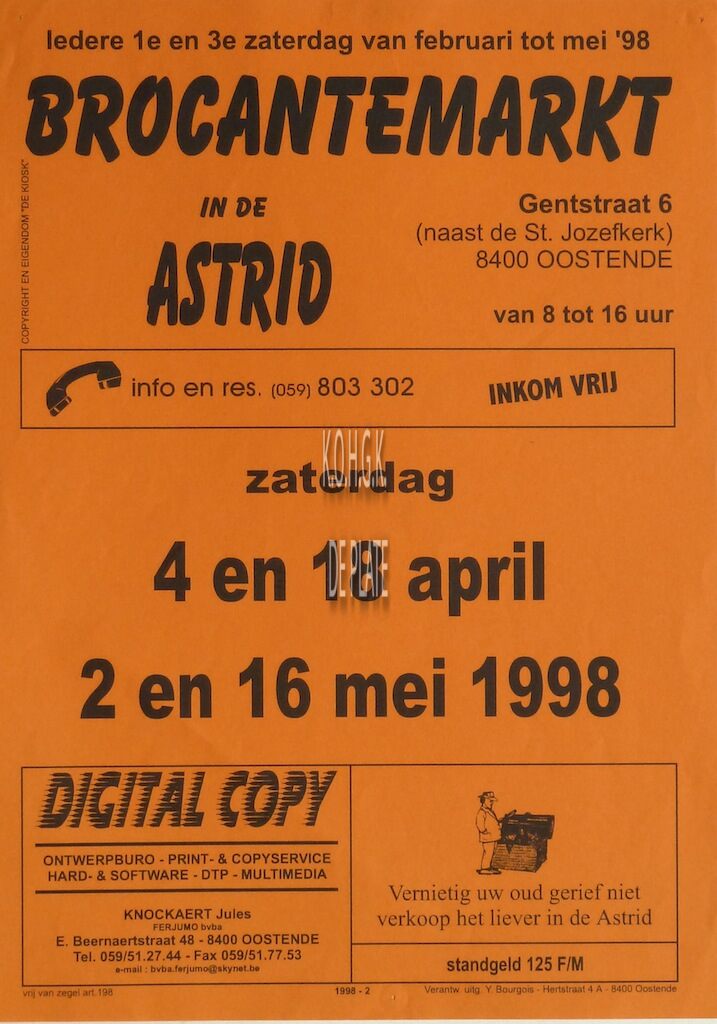 Iedere 1e en 3e zaterdag van februari tot mei '98
BROCANTEMARKT
IN DE
ASTRID
Gentstraat 6
(naast de St. Jozefkerk)
8400 OOSTENDE
van 8 tot 16 uur
COPYRIGHT EN EIGENDOM "DE KIOSK"
info en res. (059) 803 302
INKOM VRIJ
KOHGK
zaterdag
DE PLATE
4 en 18 april
2 en 16 mei 1998
DIGITAL COPY
ONTWERPBURO - PRINT- & COPYSERVICE
HARD- & SOFTWARE - DTP - MULTIMEDIA
KNOCKAERT Jules
FERJUMO bvba
E. Beernaertstraat 48 - 8400 OOSTENDE
Tel. 059/51.27.44 - Fax 059/51.77.53
e-mail : bvba.ferjumo@skynet.be
Vernietig uw oud gerief niet
verkoop het liever in de Astrid
standgeld 125 F/M
vrij van zegel art.198
1998 - 2
Verantw. uitg. Y. Bourgois - Hertstraat 4 A - 8400 Oostende